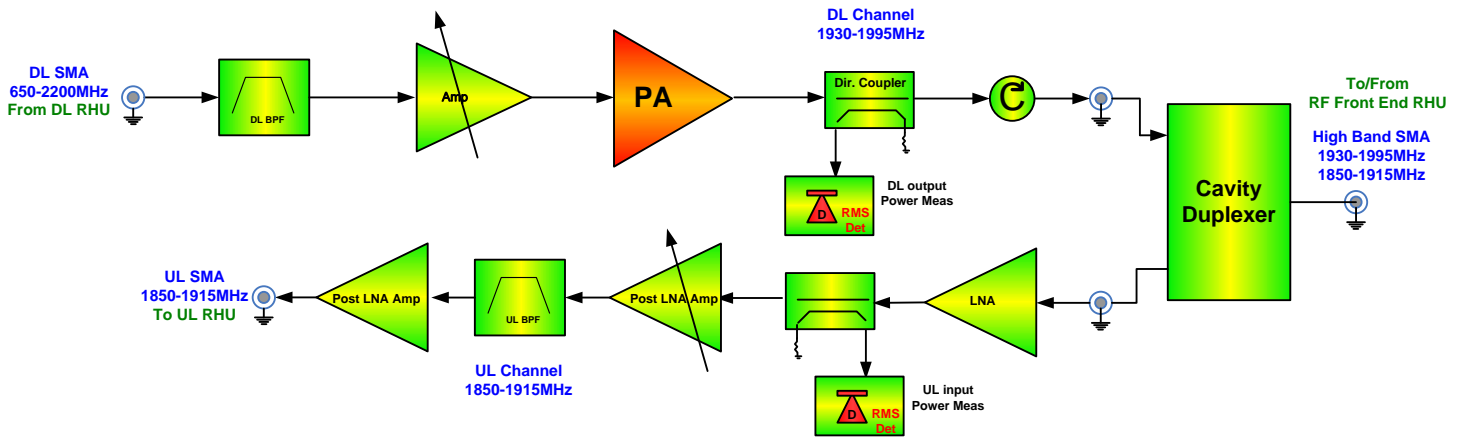 DL Channel
1930-1995MHz
DL SMA
650-2200MHz
From DL RHU
DL BPF
Amp
PA
Dir. Coupler
C
To/From
RF Front End RHU
High Band SMA
1930-1995MHz
1850-1915MHz
Cavity
Duplexer
D
RMS
Det
DL output
Power Meas
UL SMA
1850-1915MHz
To UL RHU
Post LNA Amp
UL BPF
Post LNA Amp
LNA
UL Channel
1850-1915MHz
D
RMS
Det
UL input
Power Meas